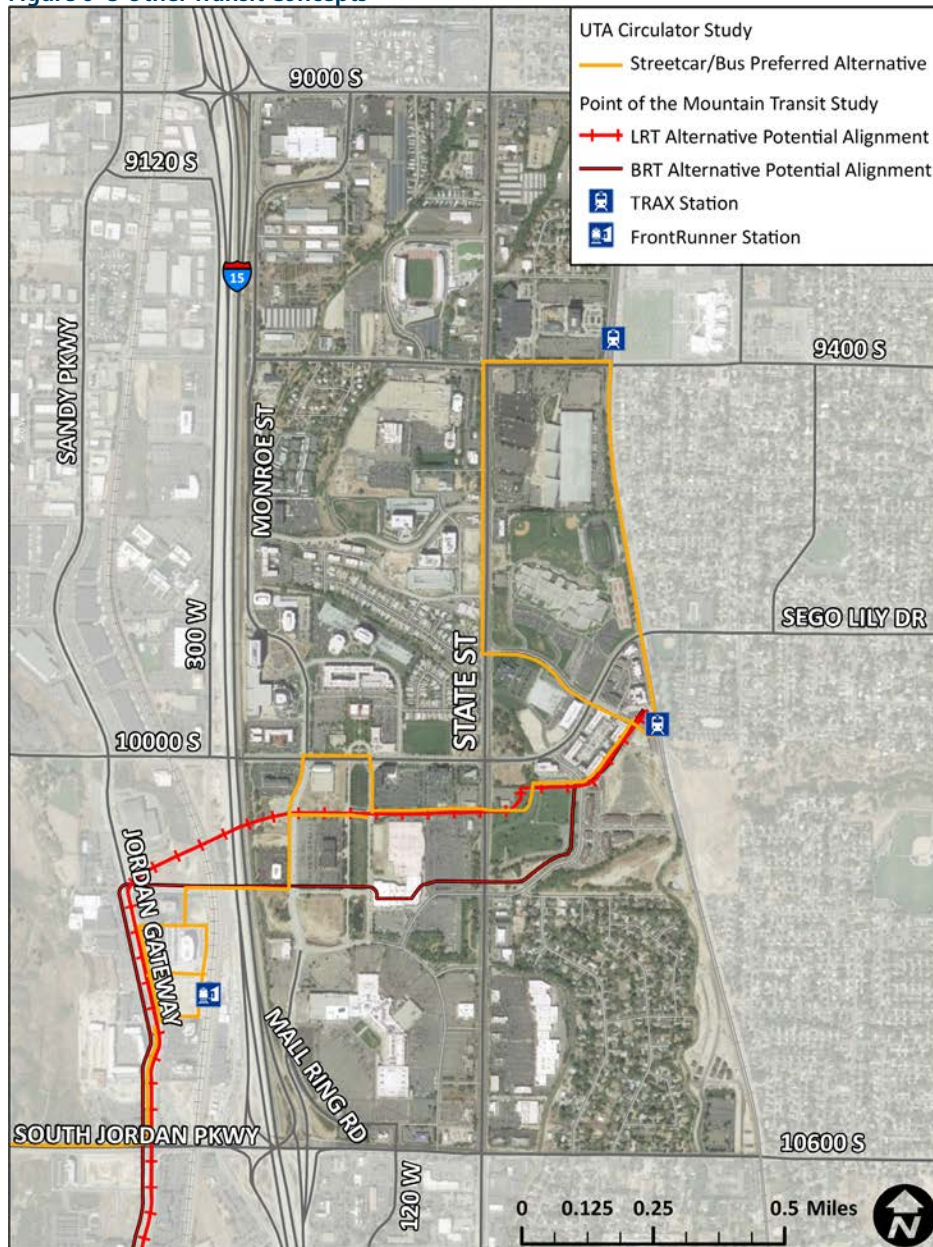 Figure 3-8 Other Transit Concepts
UTA Circulator Study
Streetcar/Bus Preferred Alternative
Point of the Mountain Transit Study
LRT Alternative Potential Alignment
BRT Alternative Potential Alignment
TRAX Station
FrontRunner Station
9000 S
9120 S
15
SANDY PKWY
MONROE ST
9400 S
300 W
STATE ST
SEGO LILY DR
10000 S
JORDAN GATEWAY
MALL RING RD
SOUTH JORDAN PKWY
10600 S
120 W
0 0.125 0.25 0.5 Miles
N